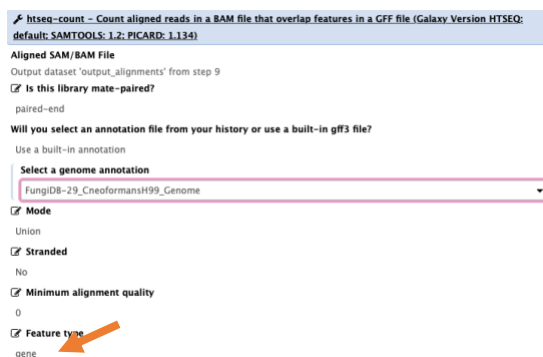 htseq-count - Count aligned reads in a BAM file that overlap features in a GFF file (Galaxy Version HTSEQ:
default; SAMTOOLS: 1.2; PICARD: 1.134)
Aligned SAM/BAM File
Output dataset 'output_alignments' from step 9
Is this library mate-paired?
paired-end
Will you select an annotation file from your history or use a built-in gff3 file?
Use a built-in annotation
Select a genome annotation
FungiDB-29_CneoformansH99_Genome
Mode
Union
Stranded
No
Minimum alignment quality
0
Feature type
gene